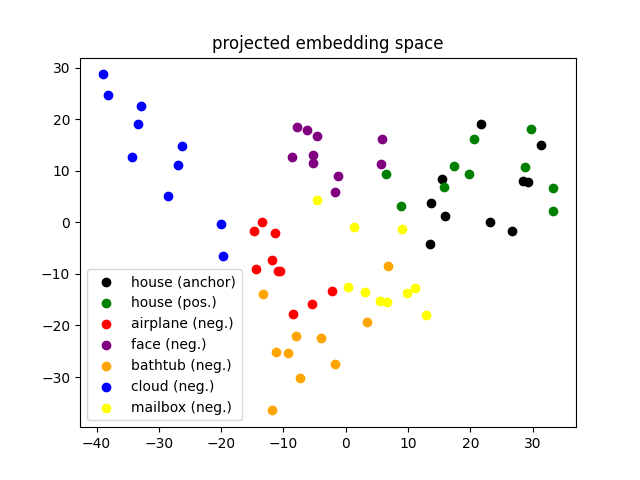 projected embedding space
30
20
10
0
−10
−20
−30
house (anchor)
house (pos.)
airplane (neg.)
face (neg.)
bathtub (neg.)
cloud (neg.)
mailbox (neg.)
−40 −30 −20 −10 0 10 20 30